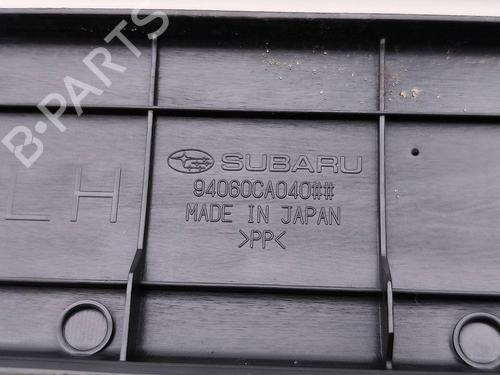 B-PARTS
SUBARU
94060CA040##
LH
MADE IN JAPAN
>PP<